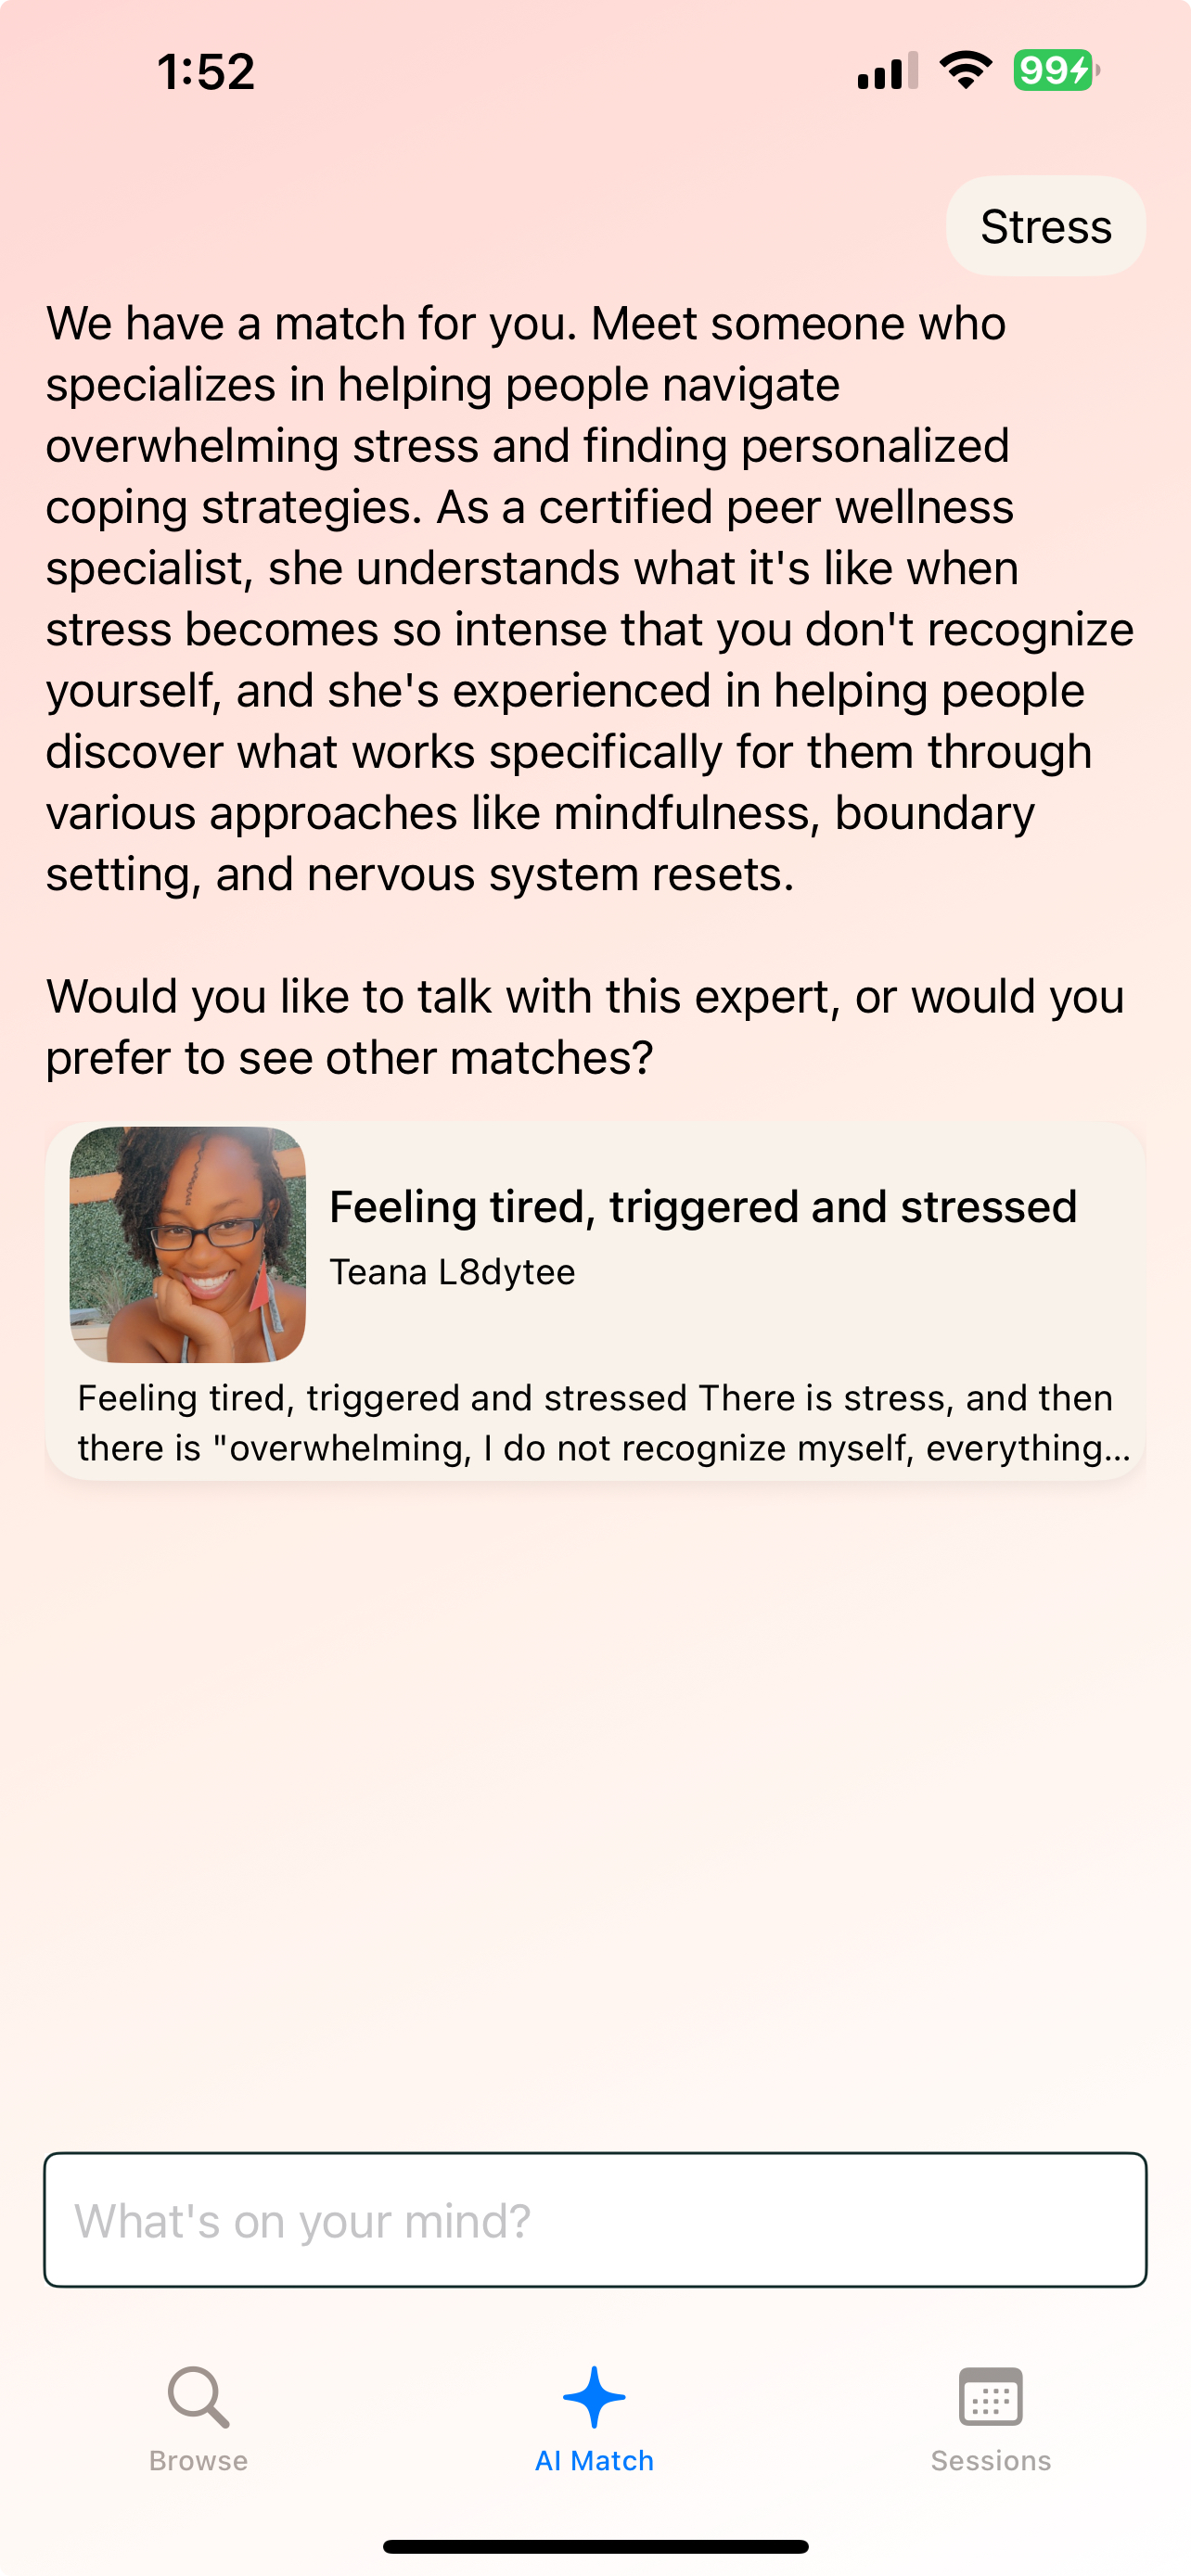 1:52
99
Stress
We have a match for you. Meet someone who
specializes in helping people navigate
overwhelming stress and finding personalized
coping strategies. As a certified peer wellness
specialist, she understands what it's like when
stress becomes so intense that you don't recognize
yourself, and she's experienced in helping people
discover what works specifically for them through
various approaches like mindfulness, boundary
setting, and nervous system resets.
Would you like to talk with this expert, or would you
prefer to see other matches?
Feeling tired, triggered and stressed
Teana L8dytee
Feeling tired, triggered and stressed There is stress, and then
there is "overwhelming, I do not recognize myself, everything...
What's on your mind?
Browse
AI Match
Sessions